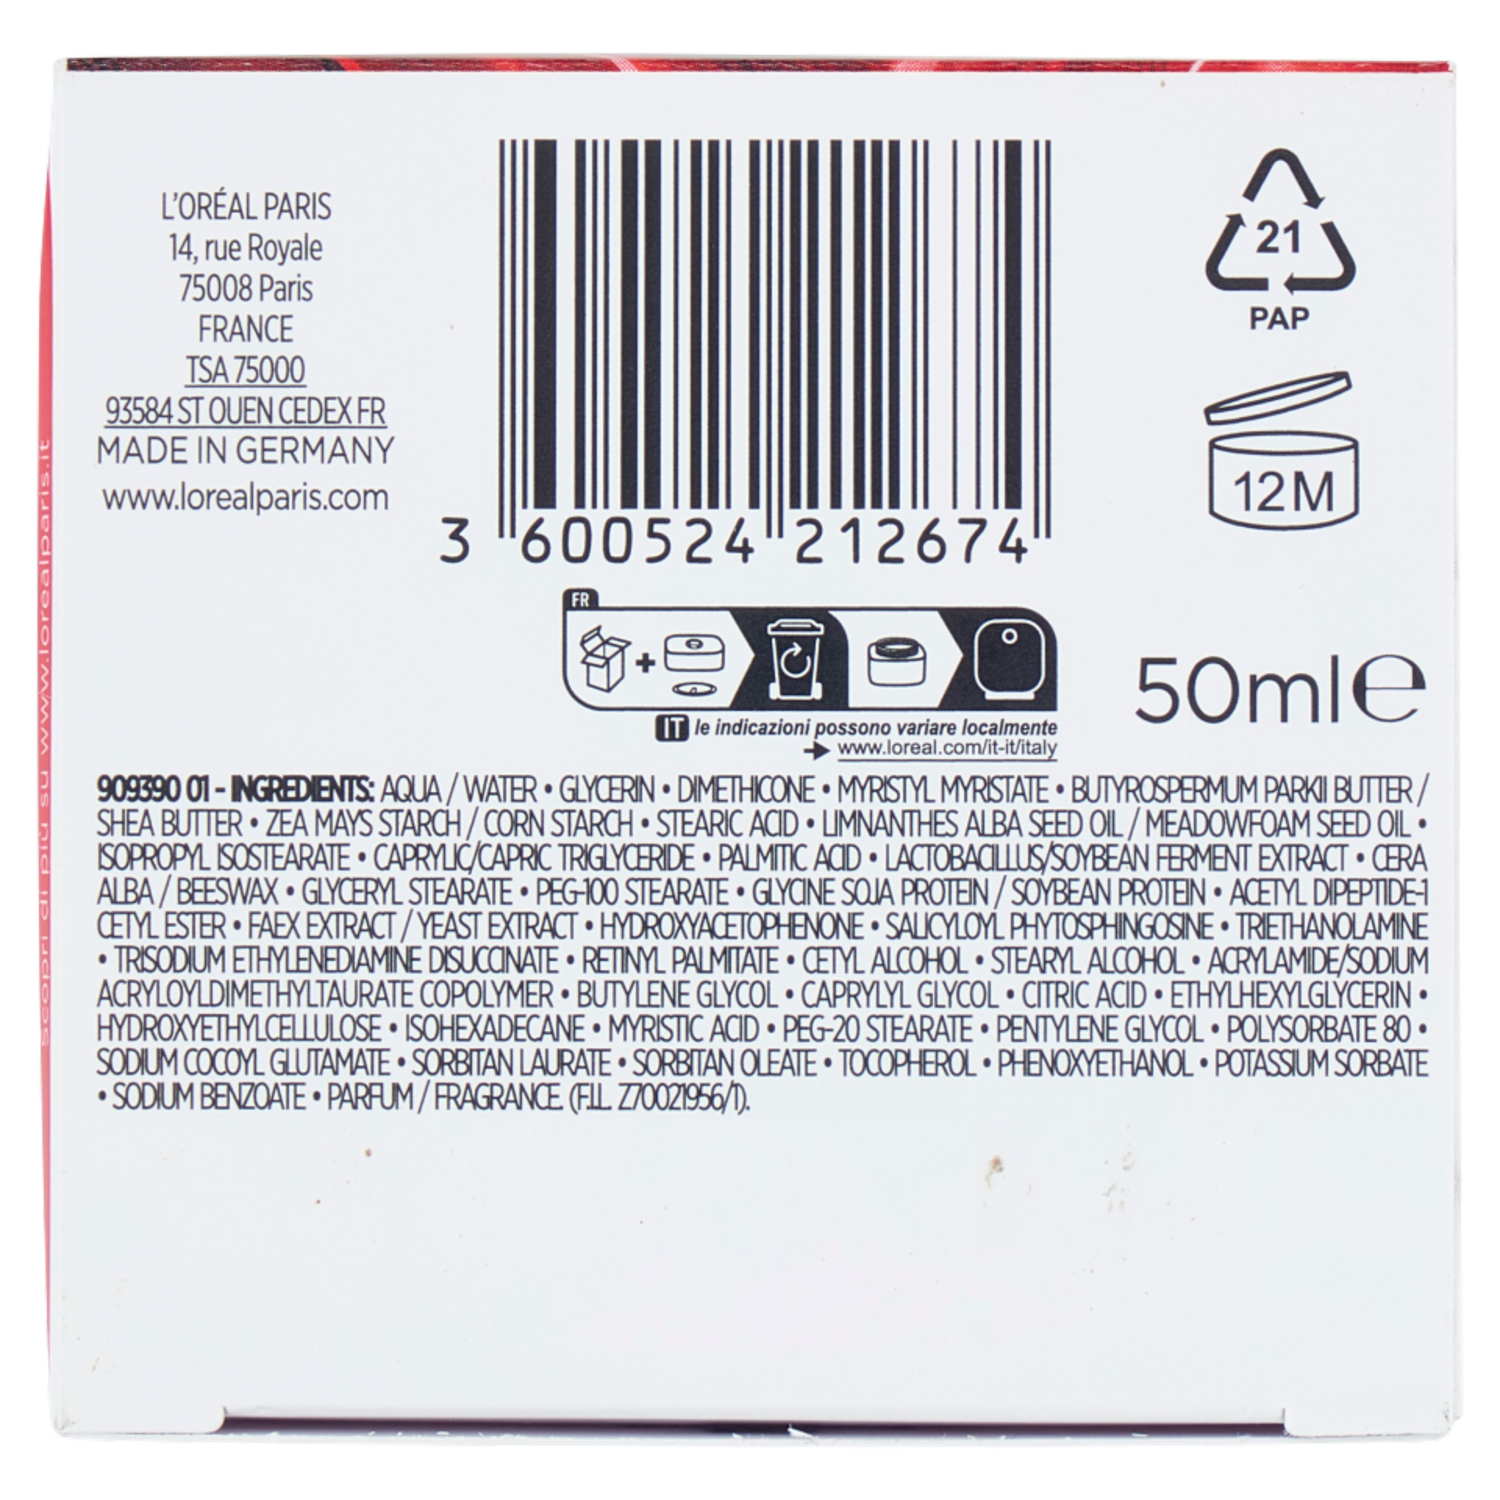 L'ORÉAL PARIS
14, rue Royale
75008 Paris
FRANCE
TSA 75000
93584 ST OUEN CEDEX FR
MADE IN GERMANY
www.lorealparis.com
3 600524 212674
21
PAP
12M
FR
IT le indicazioni possono variare localmente
www.loreal.com/it-it/italy
50ml e
909390 01 - INGREDIENTS: AQUA / WATER • GLYCERIN • DIMETHICONE • MYRISTYL MYRISTATE • BUTYROSPERMUM PARKII BUTTER /
SHEA BUTTER • ZEA MAYS STARCH / CORN STARCH • STEARIC ACID • LIMNANTHES ALBA SEED OIL / MEADOWFOAM SEED OIL •
ISOPROPYL ISOSTEARATE • CAPRYLIC/CAPRIC TRIGLYCERIDE • PALMITIC ACID • LACTOBACILLUS/SOYBEAN FERMENT EXTRACT • CERA
ALBA / BEESWAX • GLYCERYL STEARATE • PEG-100 STEARATE • GLYCINE SOJA PROTEIN / SOYBEAN PROTEIN • ACETYL DIPEPTIDE-1
CETYL ESTER • FAEX EXTRACT / YEAST EXTRACT • HYDROXYACETOPHENONE • SALICYLOYL PHYTOSPHINGOSINE • TRIETHANOLAMINE
• TRISODIUM ETHYLENEDIAMINE DISUCCINATE • RETINYL PALMITATE • CETYL ALCOHOL • STEARYL ALCOHOL • ACRYLAMIDE/SODIUM
ACRYLOYLDIMETHYLTAURATE COPOLYMER • BUTYLENE GLYCOL • CAPRYLYL GLYCOL • CITRIC ACID • ETHYLHEXYLGLYCERIN •
HYDROXYETHYLCELLULOSE • ISOHEXADECANE • MYRISTIC ACID • PEG-20 STEARATE • PENTYLENE GLYCOL • POLYSORBATE 80 •
SODIUM COCOYL GLUTAMATE • SORBITAN LAURATE • SORBITAN OLEATE • TOCOPHEROL • PHENOXYETHANOL • POTASSIUM SORBATE
• SODIUM BENZOATE • PARFUM / FRAGRANCE. (F.I.L. Z70021956/1).
scopri di più su www.lorealparis.it